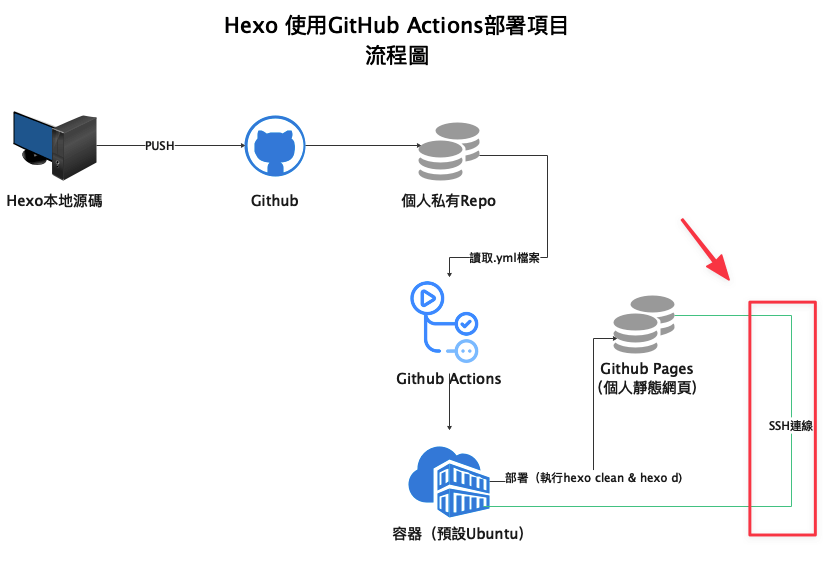 Hexo 使用GitHub Actions部署項目
流程圖
PUSH
Hexo本地源碼
Github
個人私有Repo
讀取.yml檔案
Github Actions
Github Pages
(個人靜態網頁)
SSH連線
部署（執行hexo clean & hexo d)
容器（預設Ubuntu）